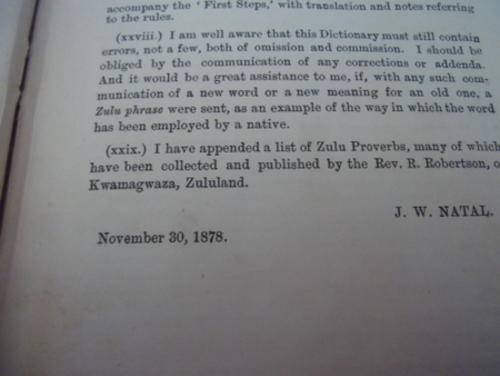 accompany the ' First Steps,' with translation and notes referring
to the rules.
(xxviii.) I am well aware that this Dictionary must still contain
errors, not a few, both of omission and commission. I should be
obliged by the communication of any corrections or addenda.
And it would be a great assistance to me, if, with any such com-
munication of a new word or a new meaning for an old one, a
Zulu phrase were sent, as an example of the way in which the word
has been employed by a native.
(xxix.) I have appended a list of Zulu Proverbs, many of which
have been collected and published by the Rev. R. Robertson,
Kwamagwaza, Zululand.
J. W. NATAL.
November 30, 1878.